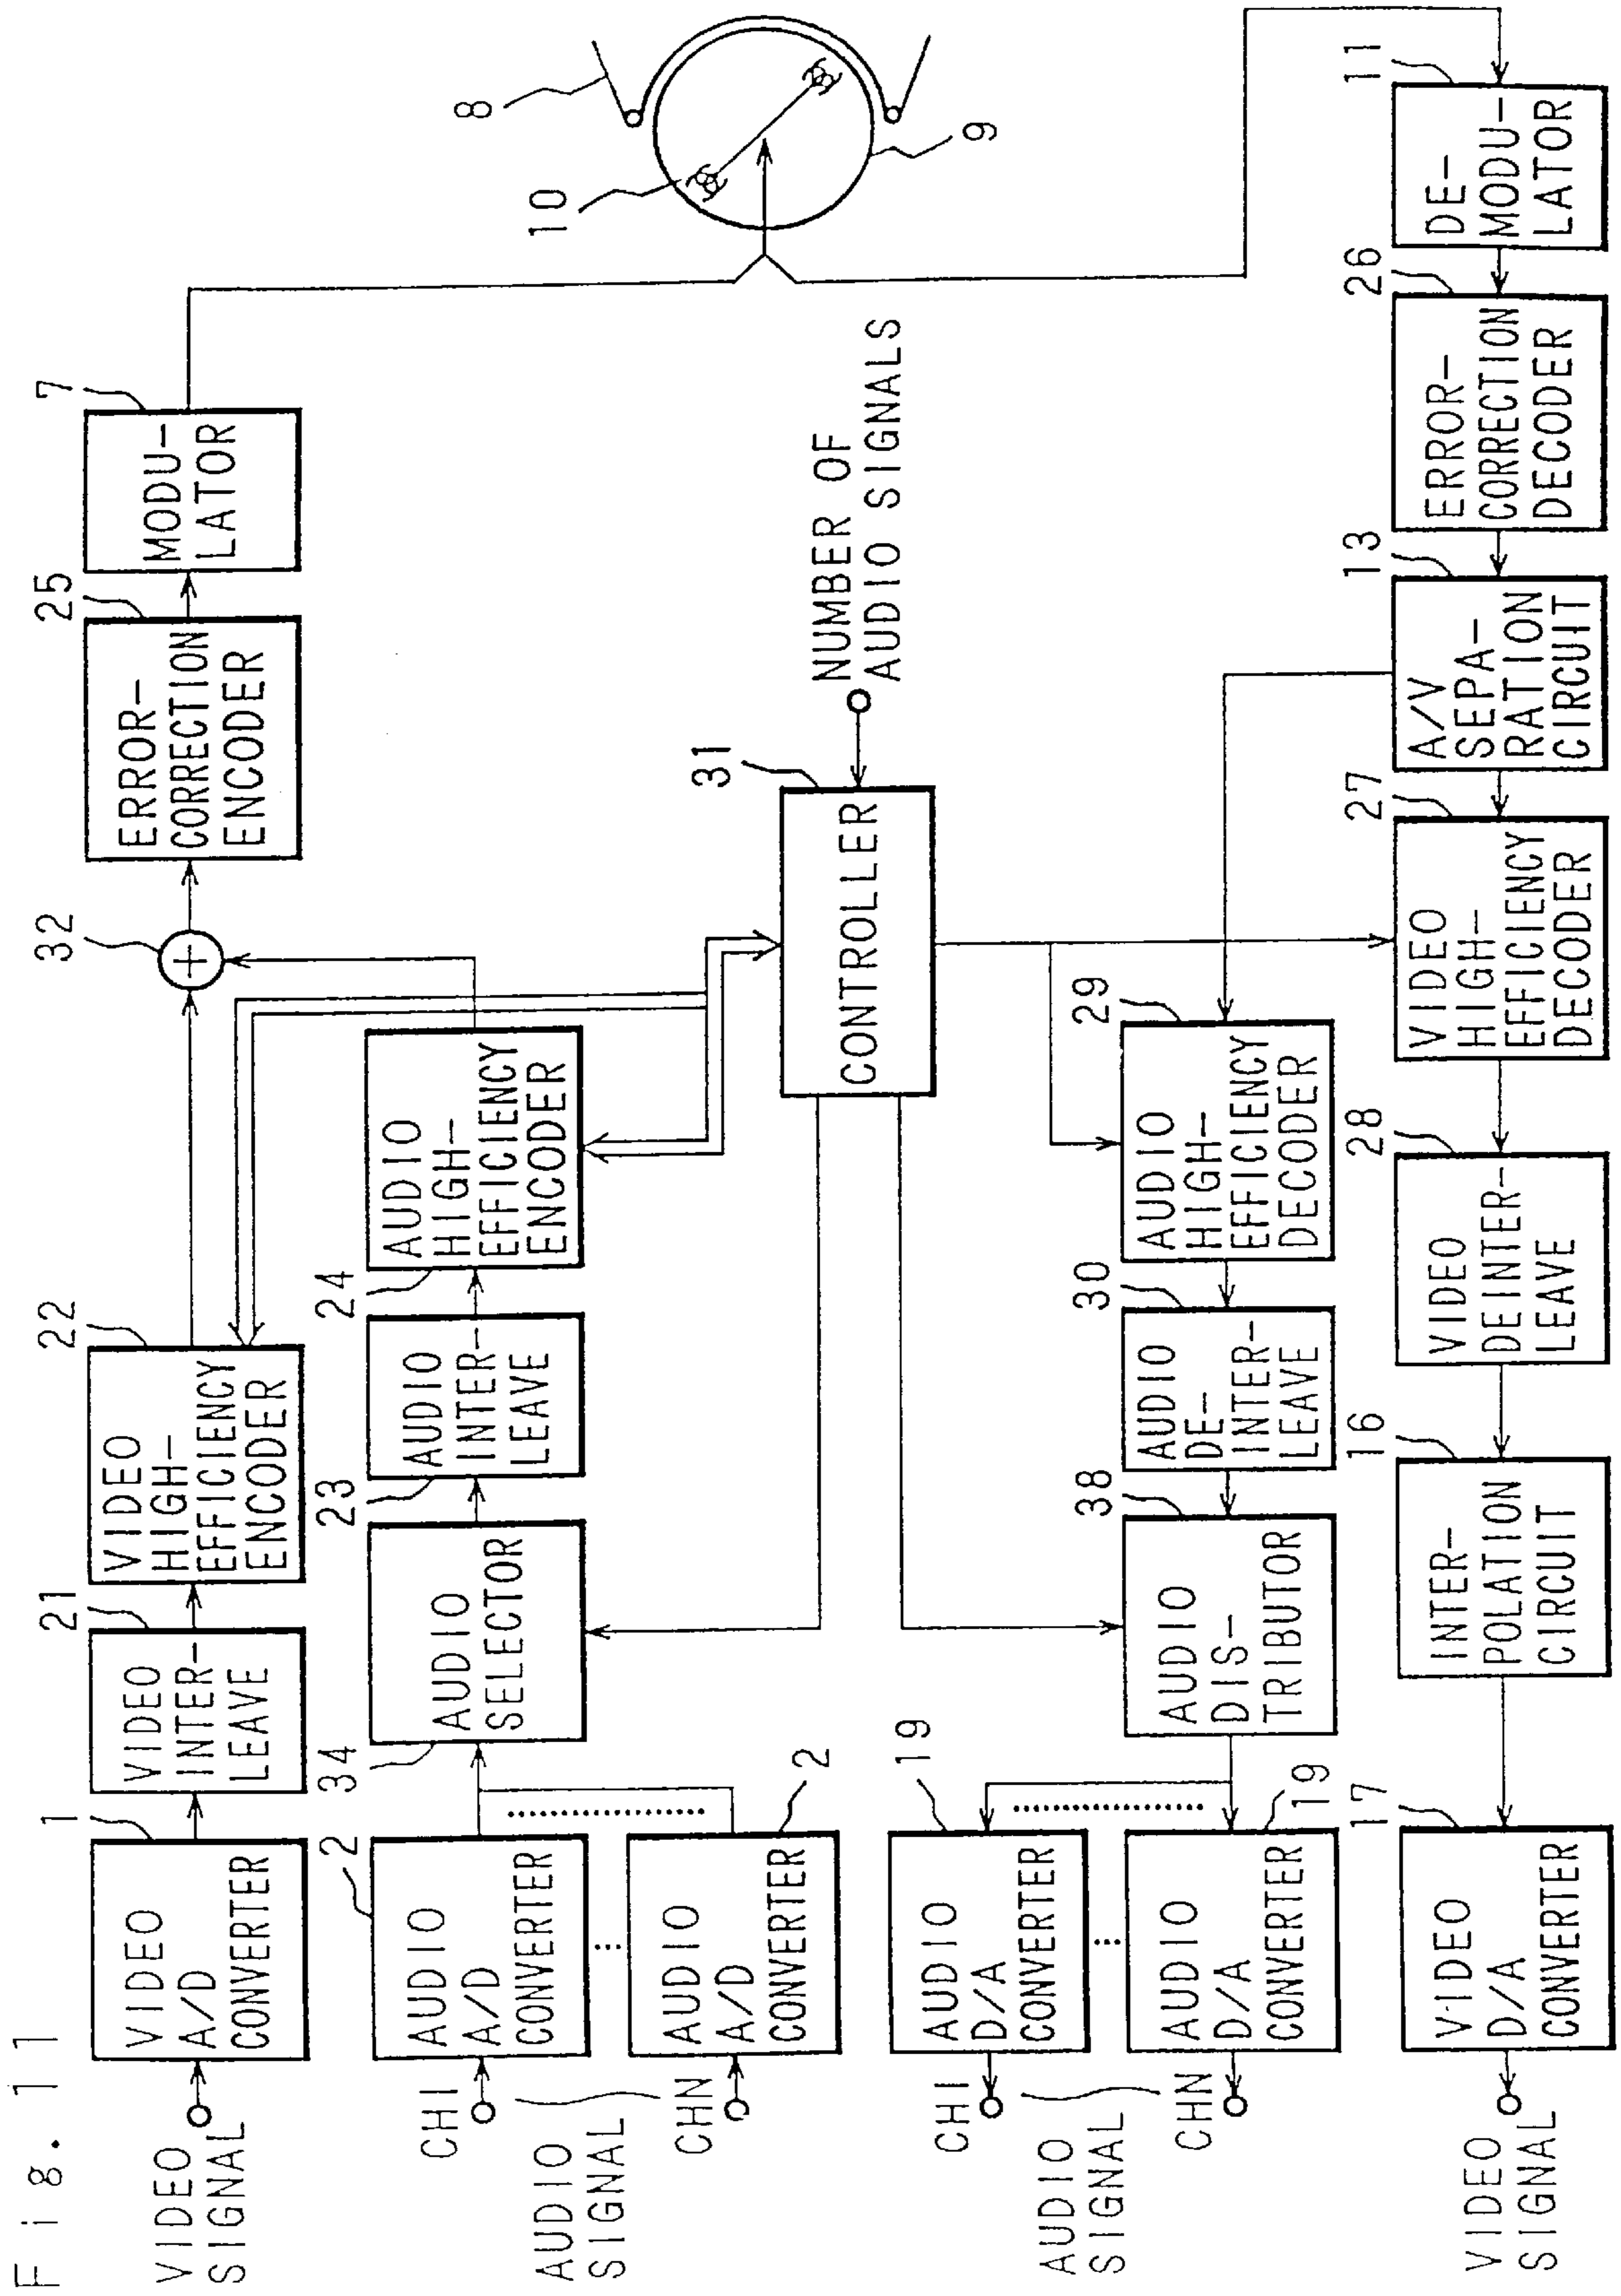 Fig. 11
VIDEO
SIGNAL
1
VIDEO
A/D
CONVERTER
21
VIDEO
INTER-
LEAVE
22
VIDEO
HIGH-
EFFICIENCY
ENCODER
32
+
25
ERROR-
CORRECTION
ENCODER
7
MODU-
LATOR
8
10
9
AUDIO
SIGNAL
CHI
CHN
2
AUDIO
A/D
CONVERTER
2
AUDIO
A/D
CONVERTER
34
AUDIO
SELECTOR
23
AUDIO
INTER-
LEAVE
24
AUDIO
HIGH-
EFFICIENCY
ENCODER
31
CONTROLLER
NUMBER OF
AUDIO SIGNALS
AUDIO
SIGNAL
CHI
CHN
19
AUDIO
D/A
CONVERTER
19
AUDIO
D/A
CONVERTER
38
AUDIO
DIS-
TRIBUTOR
30
AUDIO
DE-
INTER-
LEAVE
29
AUDIO
HIGH-
EFFICIENCY
DECODER
VIDEO
SIGNAL
17
VIDEO
D/A
CONVERTER
16
INTER-
POLATION
CIRCUIT
28
VIDEO
DEINTER-
LEAVE
27
VIDEO
HIGH-
EFFICIENCY
DECODER
13
A/V
SEPA-
RATION
CIRCUIT
26
ERROR-
CORRECTION
DECODER
11
DE-
MODU-
LATOR